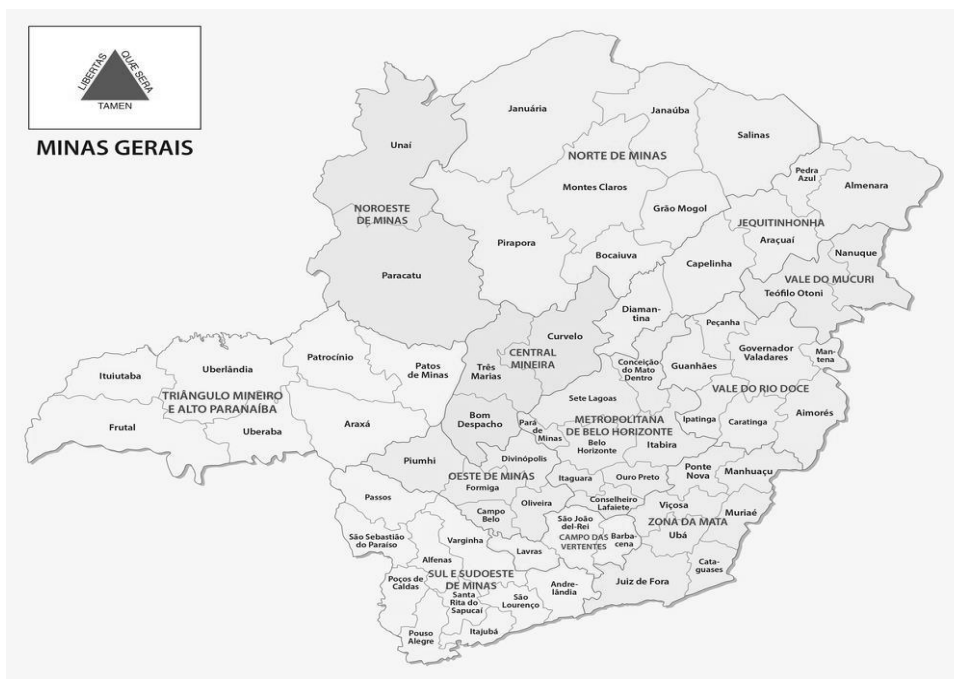 LIBERTAS
QUÆ SERA
TAMEN
MINAS GERAIS
Januária
Janaúba
Salinas
Unaí
NORTE DE MINAS
Pedra
Azul
Almenara
Montes Claros
Grão Mogol
NOROESTE
DE MINAS
JEQUITINHONHA
Araçuaí
Pirapora
Bocaiuva
Capelinha
Nanuque
Paracatu
VALE DO MUCURI
Teófilo Otoni
Diaman-
tina
Peçanha
Curvelo
Patrocínio
Governador
Valadares
Man-
tena
CENTRAL
MINEIRA
Conceição
do Mato
Dentro
Guanhães
Uberlândia
Ituiutaba
Patos
de Minas
Três
Marias
VALE DO RIO DOCE
TRIÂNGULO MINEIRO
E ALTO PARANAÍBA
Sete Lagoas
Aimorés
Bom
Despacho
Pará
de
Minas
METROPOLITANA
DE BELO HORIZONTE
Ipatinga
Caratinga
Frutal
Uberaba
Araxá
Belo
Horizonte
Itabira
Piumhi
Divinópolis
OESTE DE MINAS
Formiga
Itaguara
Ouro Preto
Ponte
Nova
Manhuaçu
Passos
Campo
Belo
Oliveira
Conselheiro
Lafaiete
Viçosa
Muriaé
São João
del-Rei
ZONA DA MATA
Ubá
São Sebastião
do Paraíso
Varginha
CAMPO DAS
VERTENTES
Barba-
cena
Lavras
Alfenas
Cata-
guases
Poços de
Caldas
SUL E SUDOESTE
DE MINAS
Andre-
lândia
Juiz de Fora
Santa
Rita do
Sapucaí
São
Lourenço
Pouso
Alegre
Itajubá